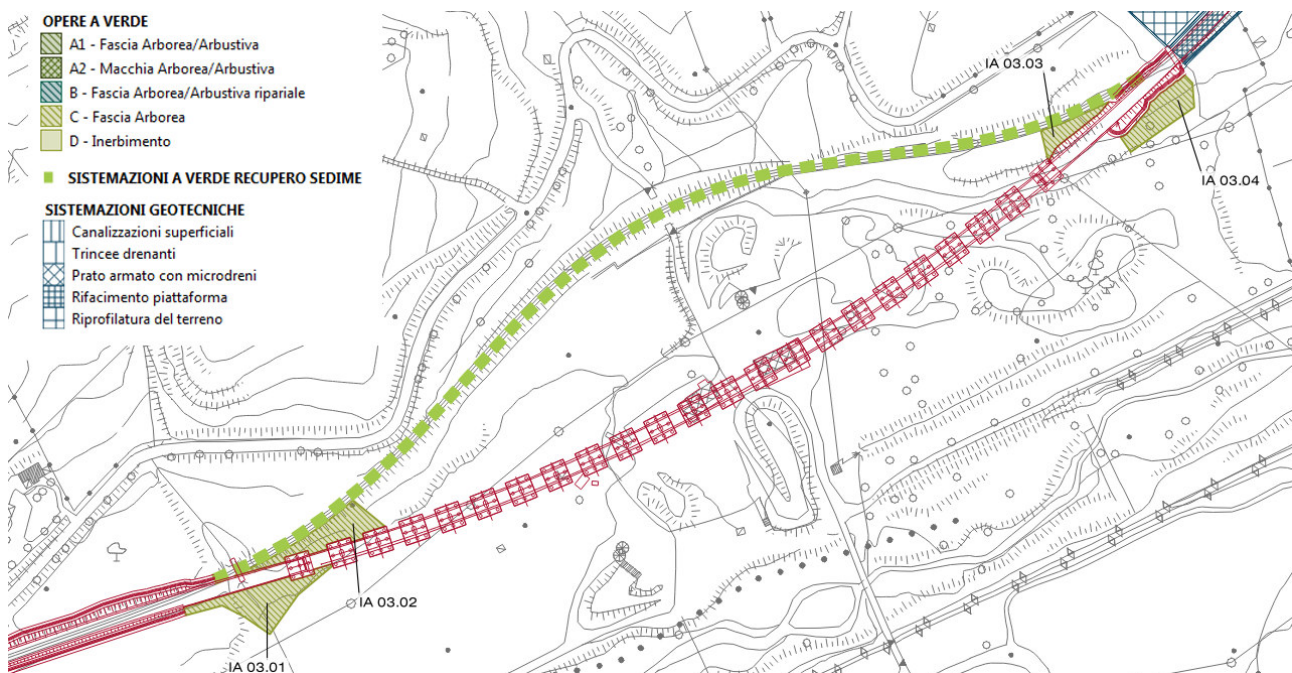 OPERE A VERDE
A1 - Fascia Arborea/Arbustiva
A2 - Macchia Arborea/Arbustiva
B - Fascia Arborea/Arbustiva ripariale
C - Fascia Arborea
D - Inerbimento
SISTEMAZIONI A VERDE RECUPERO SEDIME
SISTEMAZIONI GEOTECNICHE
Canalizzazioni superficiali
Trincee drenanti
Prato armato con microdreni
Rifacimento piattaforma
Riprofilatura del terreno
IA 03.03
IA 03.04
IA 03.02
IA 03.01